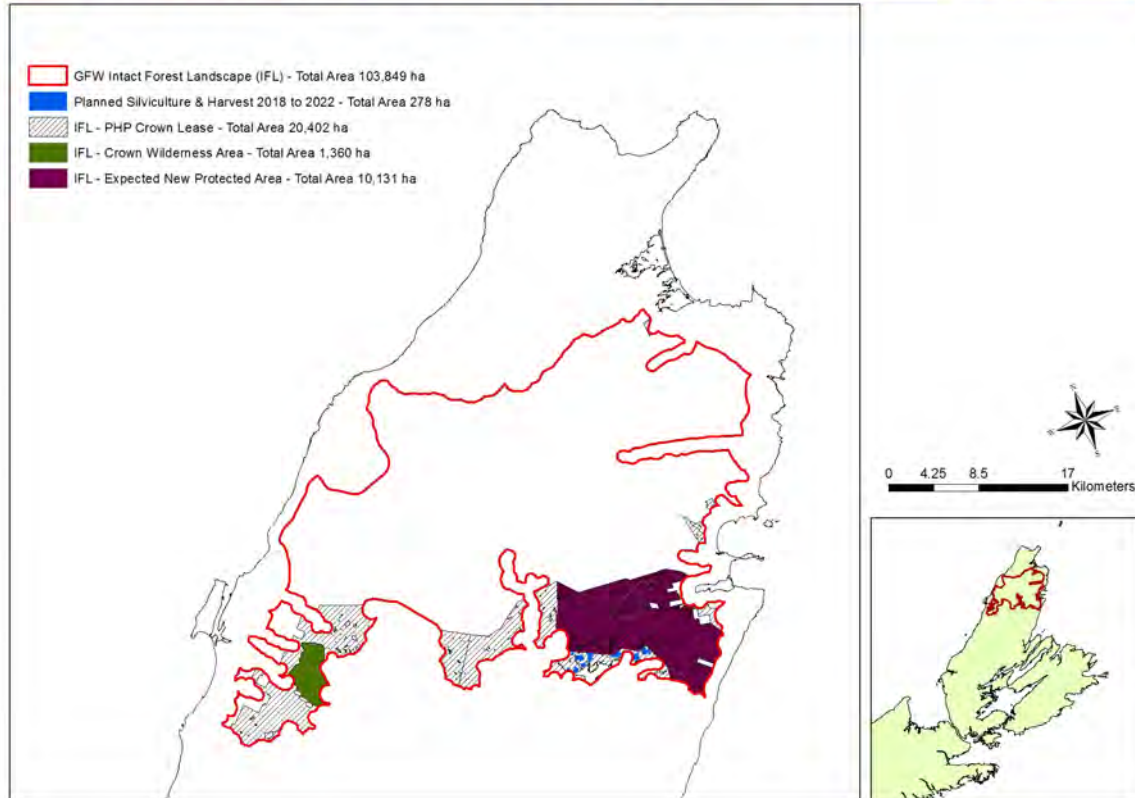 GFW Intact Forest Landscape (IFL) - Total Area 103,849 ha
Planned Silviculture & Harvest 2018 to 2022 - Total Area 278 ha
IFL - PHP Crown Lease - Total Area 20,402 ha
IFL - Crown Wilderness Area - Total Area 1,360 ha
IFL - Expected New Protected Area - Total Area 10,131 ha
0 4.25 8.5 17
Kilometers